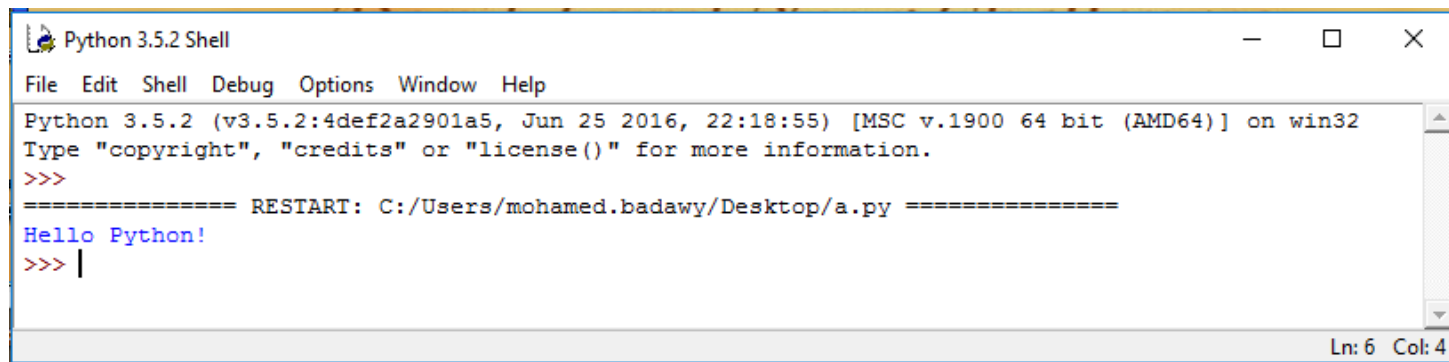 Python 3.5.2 Shell
File Edit Shell Debug Options Window Help
Python 3.5.2 (v3.5.2:4def2a2901a5, Jun 25 2016, 22:18:55) [MSC v.1900 64 bit (AMD64)] on win32
Type "copyright", "credits" or "license()" for more information.
>>>
=============== RESTART: C:/Users/mohamed.badawy/Desktop/a.py ===============
Hello Python!
>>>
Ln: 6 Col: 4